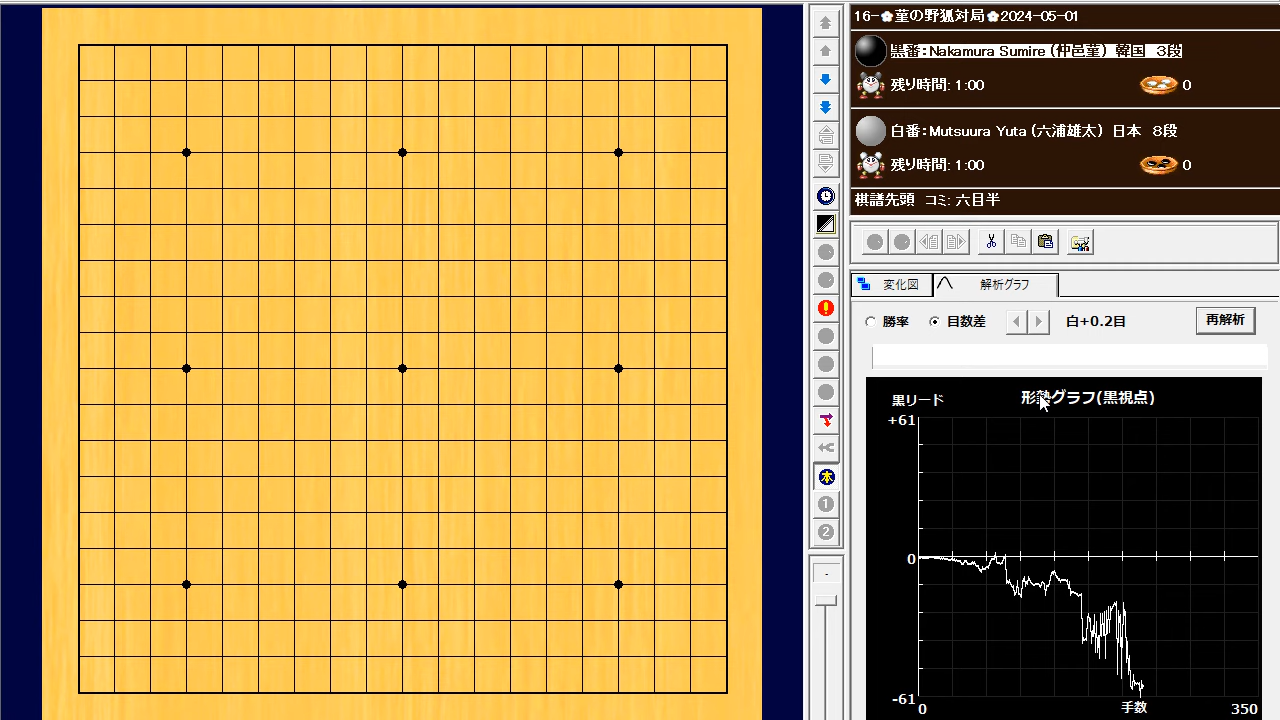 16-✿菫の野狐対局✿2024-05-01
黒番：Nakamura Sumire (仲邑菫) 韓国 3段
残り時間: 1:00
0
白番：Mutsuura Yuta (六浦雄太) 日本 8段
残り時間: 1:00
0
棋譜先頭 コミ: 六目半
変化図
解析グラフ
勝率
目数差
白+0.2目
再解析
黒リード
形勢グラフ(黒視点)
+61
0
-61
0
手数
350
本
1
2
-